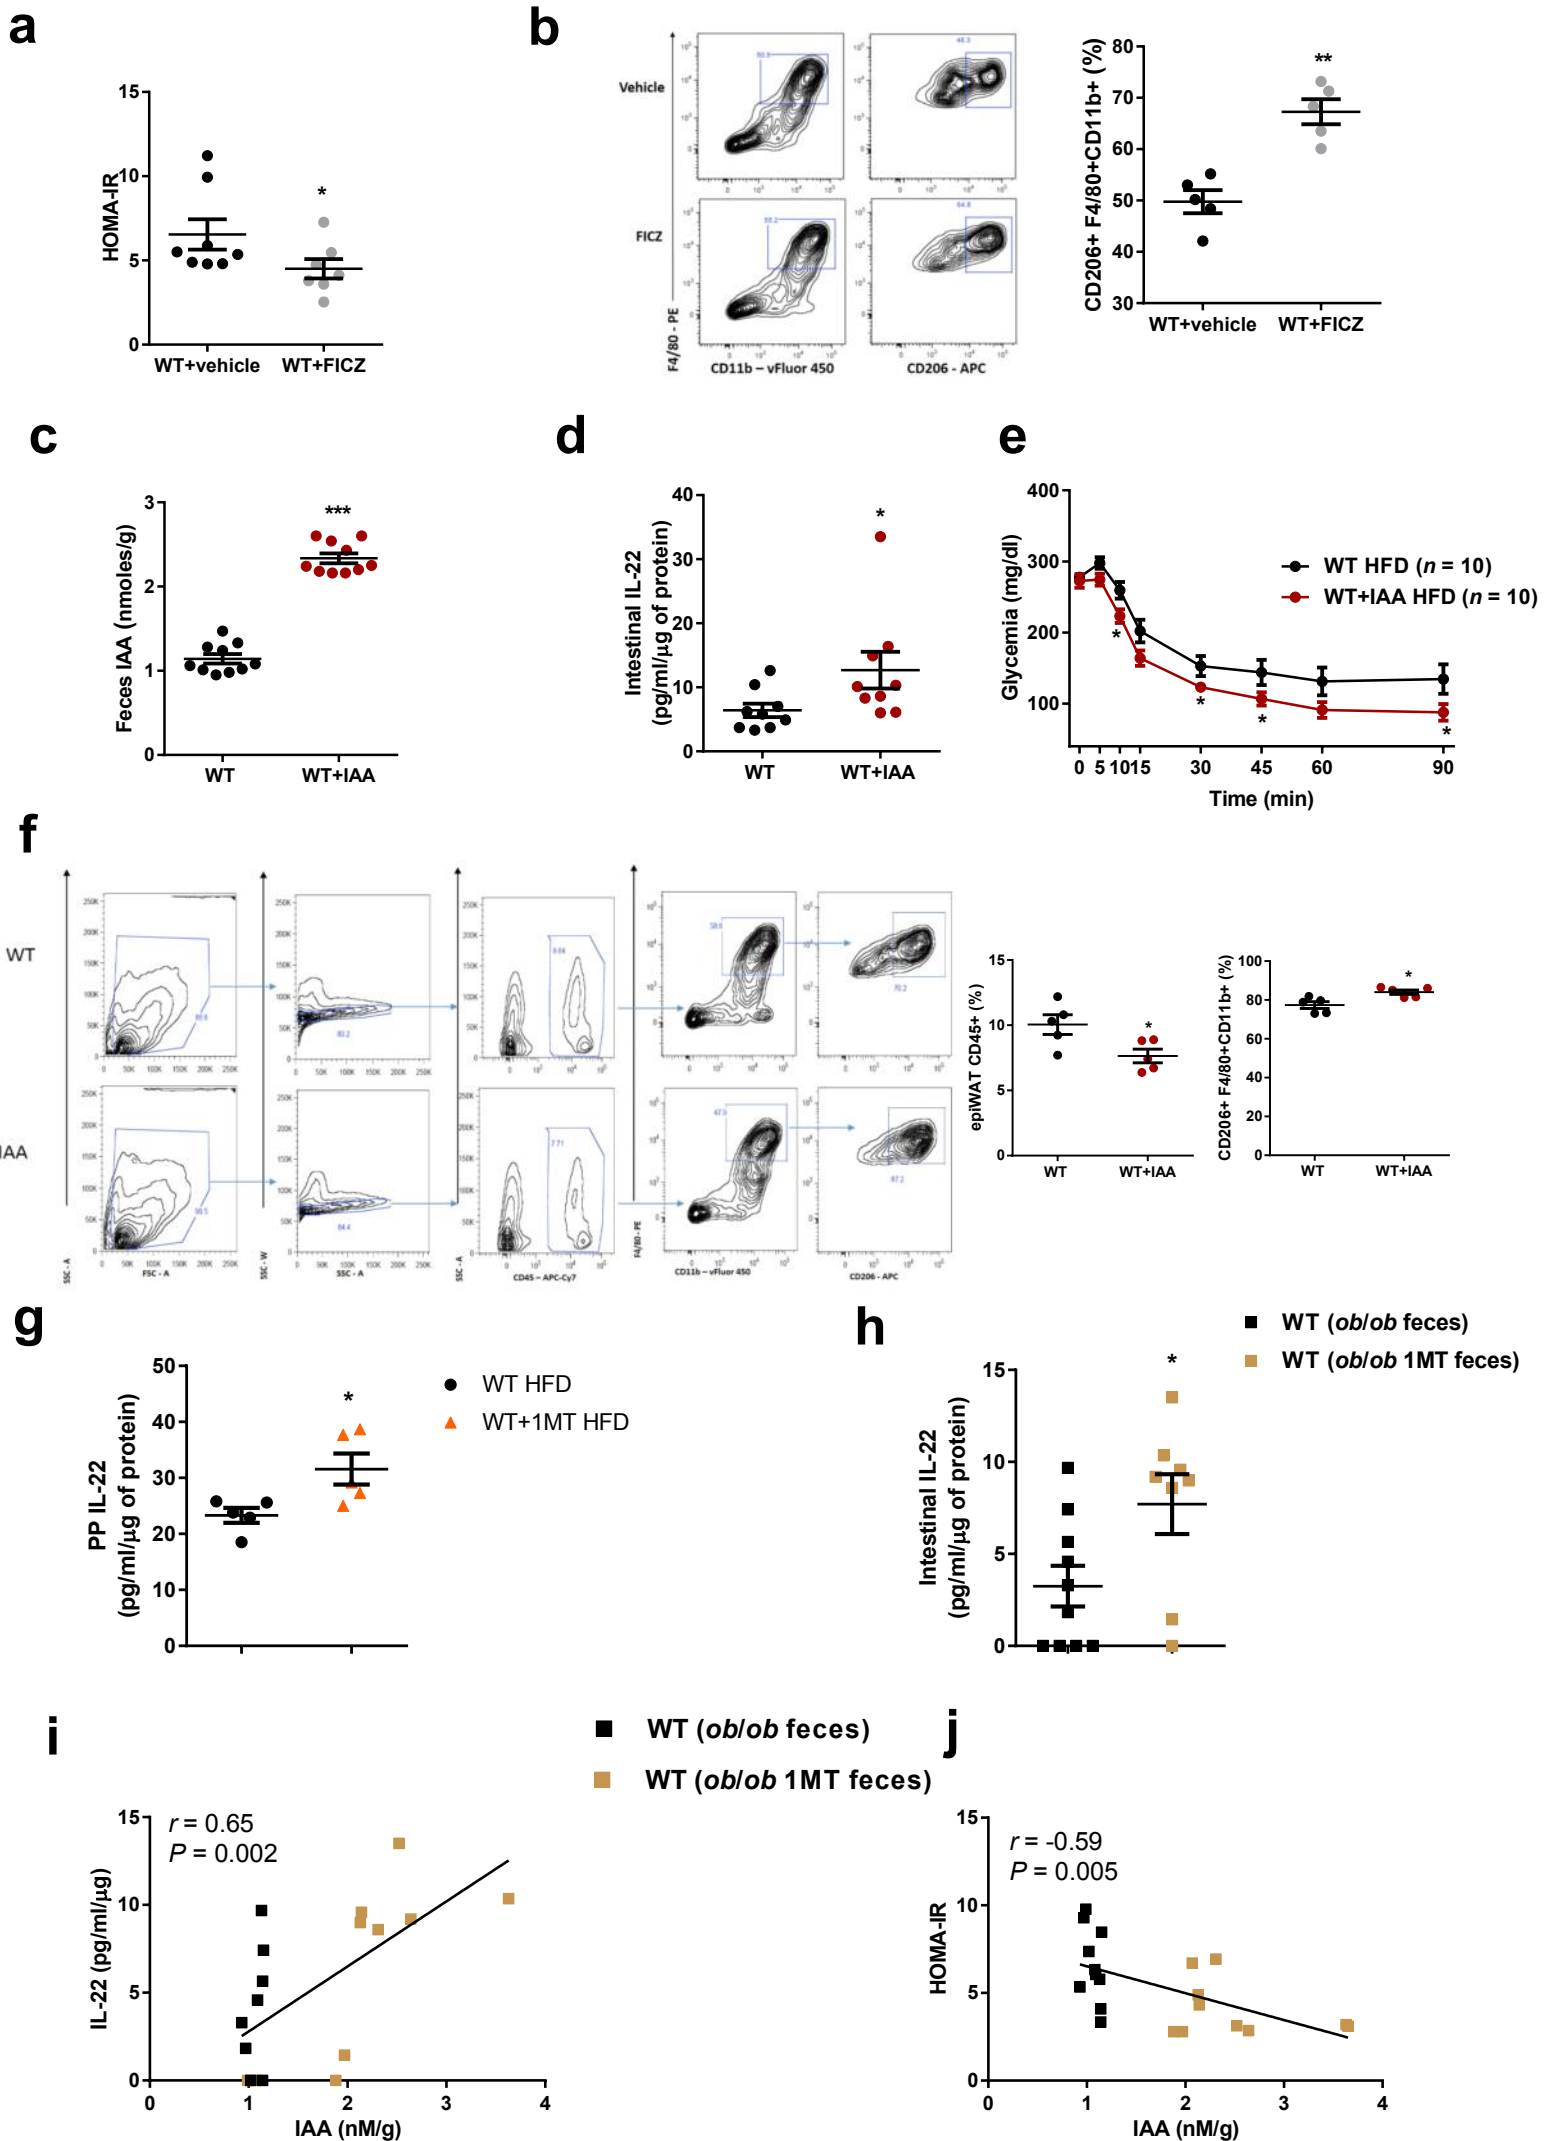 a
HOMA-IR
15
10
5
0
*
WT+vehicle
WT+FICZ
b
Vehicle
FICZ
F4/80 - PE
CD11b – vFluor 450
CD206 - APC
CD206+ F4/80+CD11b+ (%)
80
70
60
50
40
30
**
WT+vehicle
WT+FICZ
c
Feces IAA (nmoles/g)
3
2
1
0
***
WT
WT+IAA
d
Intestinal IL-22
(pg/ml/µg of protein)
40
30
20
10
0
*
WT
WT+IAA
e
Glycemia (mg/dl)
400
300
200
100
WT HFD (n = 10)
WT+IAA HFD (n = 10)
*
*
*
*
0 5 10 15 30 45 60 90
Time (min)
f
WT
IAA
SSC - A
FSC - A
SSC - W
SSC - A
SSC - A
CD45 – APC-Cy7
F4/80 - PE
CD11b – vFluor 450
CD206 - APC
epiWAT CD45+ (%)
15
10
5
0
*
WT
WT+IAA
CD206+ F4/80+CD11b+ (%)
100
80
60
40
20
0
*
WT
WT+IAA
g
PP IL-22
(pg/ml/µg of protein)
50
40
30
20
10
0
*
WT HFD
WT+1MT HFD
h
WT (ob/ob feces)
WT (ob/ob 1MT feces)
Intestinal IL-22
(pg/ml/µg of protein)
15
10
5
0
*
i
WT (ob/ob feces)
WT (ob/ob 1MT feces)
r = 0.65
P = 0.002
IL-22 (pg/ml/µg)
15
10
5
0
0 1 2 3 4
IAA (nM/g)
j
r = -0.59
P = 0.005
HOMA-IR
15
10
5
0
0 1 2 3 4
IAA (nM/g)